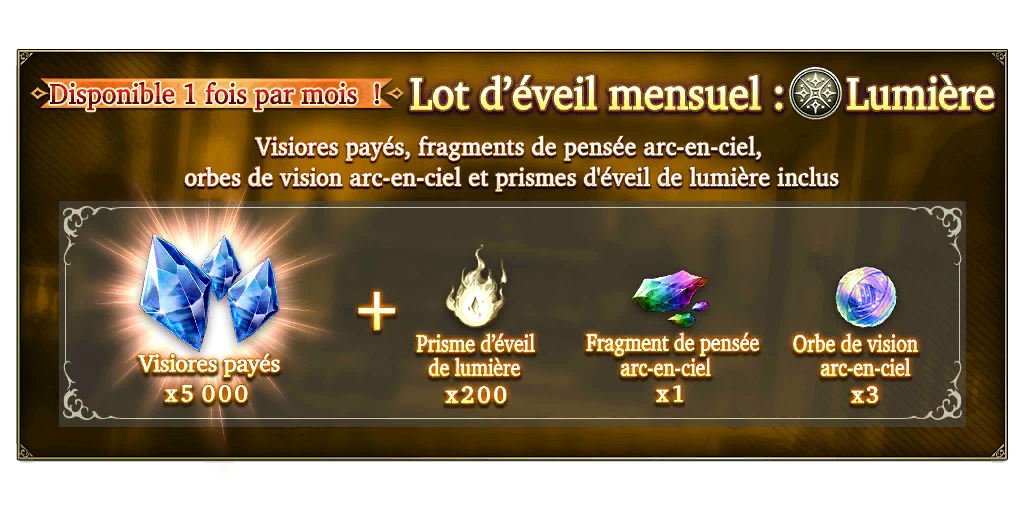 Disponible 1 fois par mois !
Lot d'éveil mensuel : Lumière
Visiores payés, fragments de pensée arc-en-ciel,
orbes de vision arc-en-ciel et prismes d'éveil de lumière inclus
Visiores payés
x5 000
+
Prisme d'éveil
de lumière
x200
Fragment de pensée
arc-en-ciel
x1
Orbe de vision
arc-en-ciel
x3